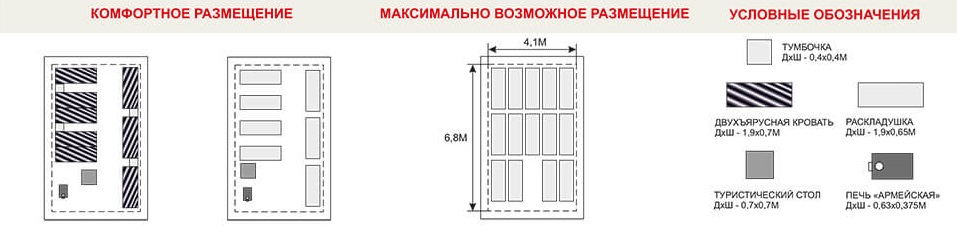 КОМФОРТНОЕ РАЗМЕЩЕНИЕ
МАКСИМАЛЬНО ВОЗМОЖНОЕ РАЗМЕЩЕНИЕ
УСЛОВНЫЕ ОБОЗНАЧЕНИЯ
4,1М
6,8М
ТУМБОЧКА
ДхШ - 0,4х0,4М
ДВУХЪЯРУСНАЯ КРОВАТЬ
ДхШ - 1,9х0,7М
РАСКЛАДУШКА
ДхШ - 1,9х0,65М
ТУРИСТИЧЕСКИЙ СТОЛ
ДхШ - 0,7х0,7М
ПЕЧЬ «АРМЕЙСКАЯ»
ДхШ - 0,63х0,375М